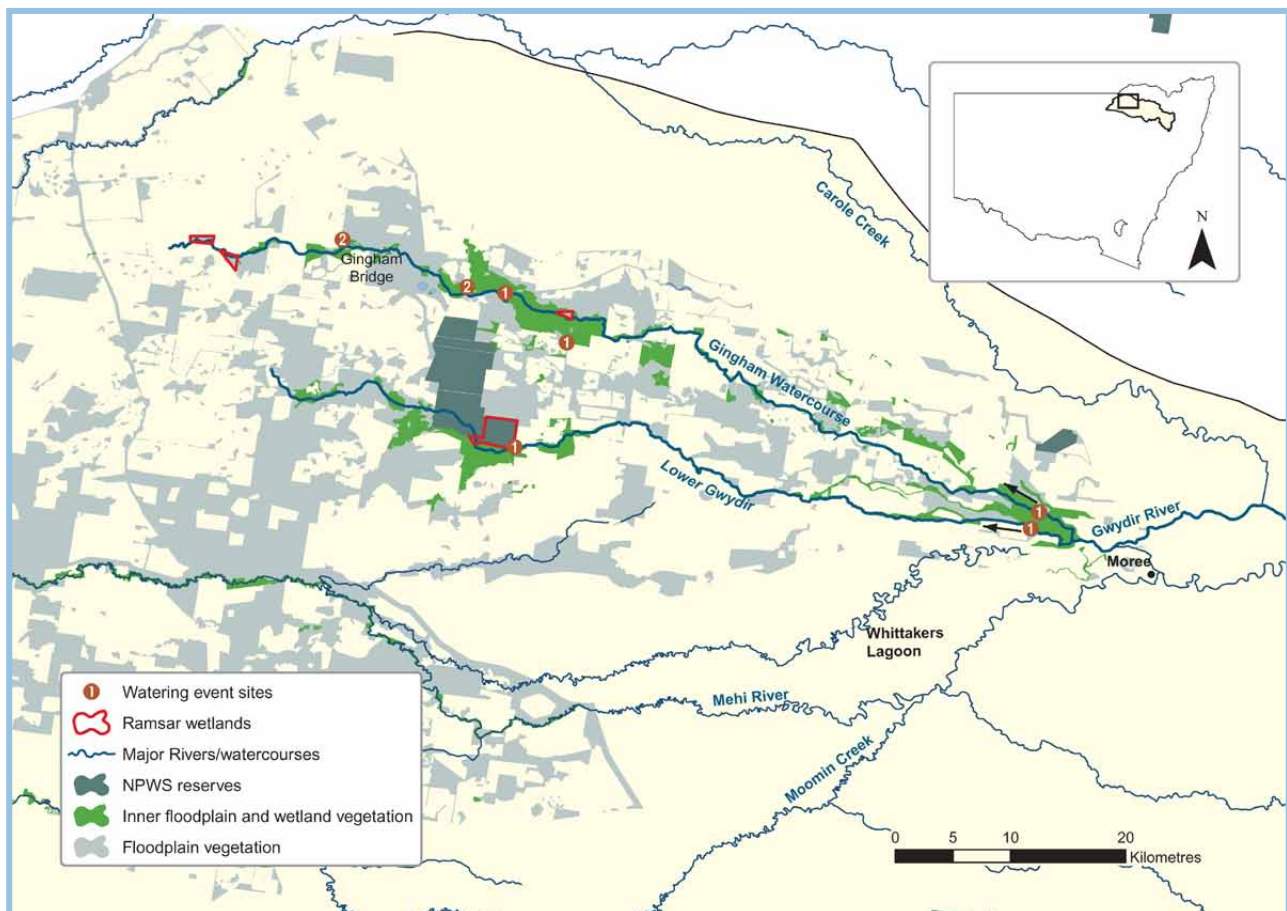 Carole Creek
N
2
Gingham
Bridge
2
1
1
Gingham Watercourse
1
Lower Gwydir
1
1
Gwydir River
Moree
Whittakers
Lagoon
Mehi River
Moomin Creek
1 Watering event sites
Ramsar wetlands
Major Rivers/watercourses
NPWS reserves
Inner floodplain and wetland vegetation
Floodplain vegetation
0 5 10 20
Kilometres